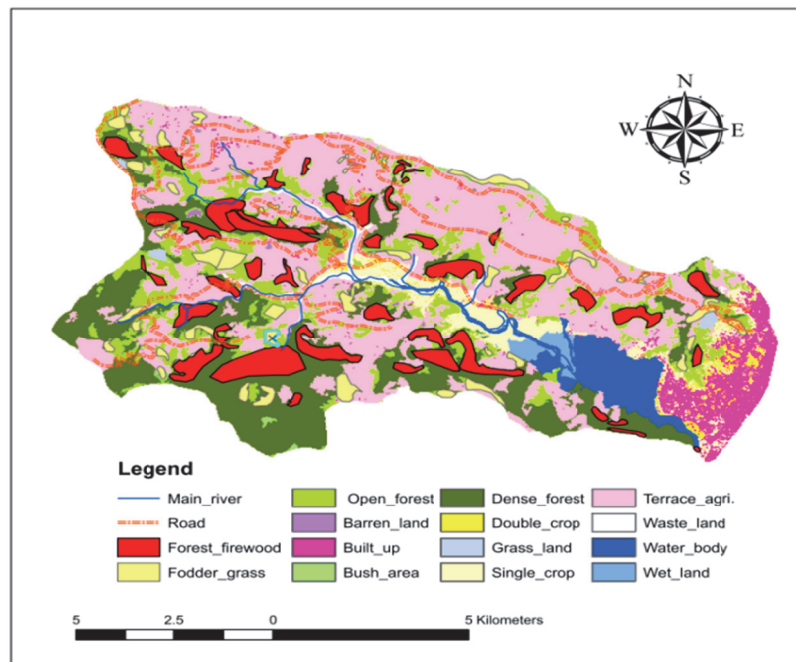 N
W E
S
Legend
Main_river Open_forest Dense_forest Terrace_agri.
Road Barren_land Double_crop Waste_land
Forest_firewood Built_up Grass_land Water_body
Fodder_grass Bush_area Single_crop Wet_land
5 2.5 0 5 Kilometers